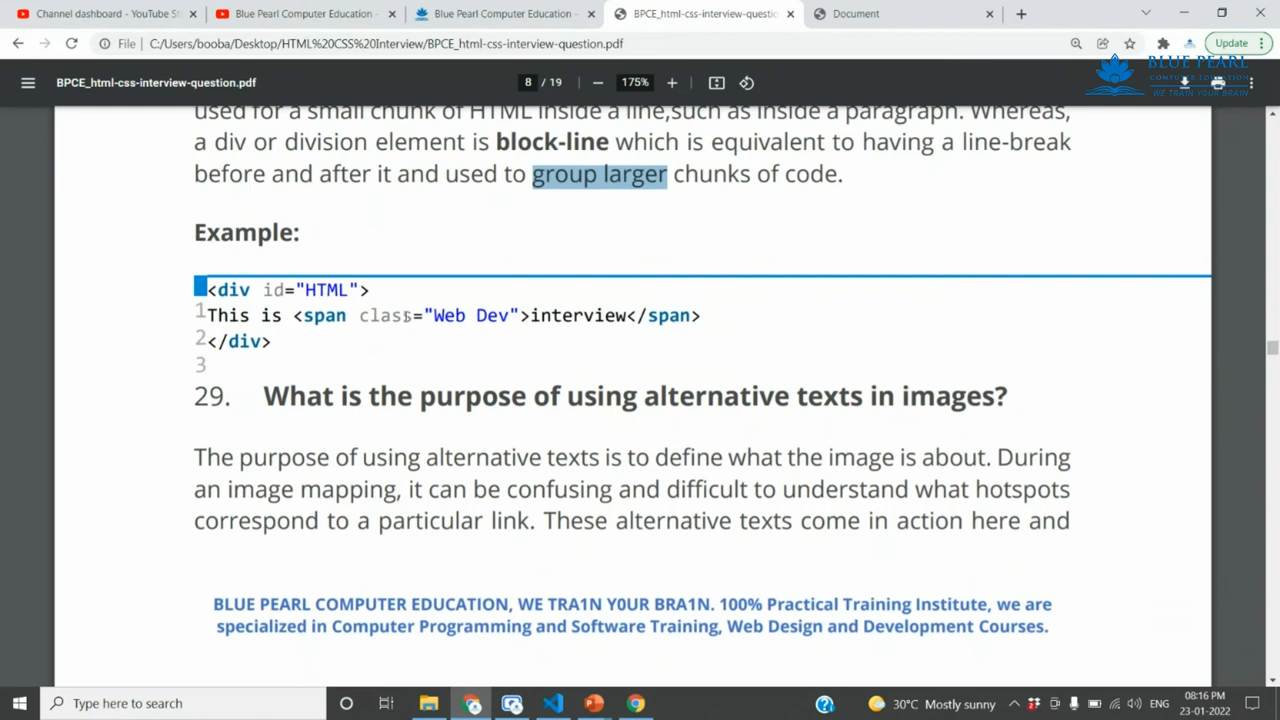 Channel dashboard - YouTube St
Blue Pearl Computer Education -
Blue Pearl Computer Education -
BPCE_html-css-interview-questio
Document
File C:/Users/booba/Desktop/HTML%20CSS%20Interview/BPCE_html-css-interview-question.pdf
Update
BPCE_html-css-interview-question.pdf
8 / 19
175%
BLUE PEARL
COMPUTER EDUCATION
WE TRAIN YOUR BRAIN
used for a small chunk of HTML inside a line,such as inside a paragraph. Whereas,
a div or division element is block-line which is equivalent to having a line-break
before and after it and used to group larger chunks of code.
Example:
<div id="HTML">
1 This is <span class="Web Dev">interview</span>
2 </div>
3
29. What is the purpose of using alternative texts in images?
The purpose of using alternative texts is to define what the image is about. During
an image mapping, it can be confusing and difficult to understand what hotspots
correspond to a particular link. These alternative texts come in action here and
BLUE PEARL COMPUTER EDUCATION, WE TRA1N Y0UR BRA1N. 100% Practical Training Institute, we are
specialized in Computer Programming and Software Training, Web Design and Development Courses.
Type here to search
30°C Mostly sunny
ENG
08:16 PM
23-01-2022